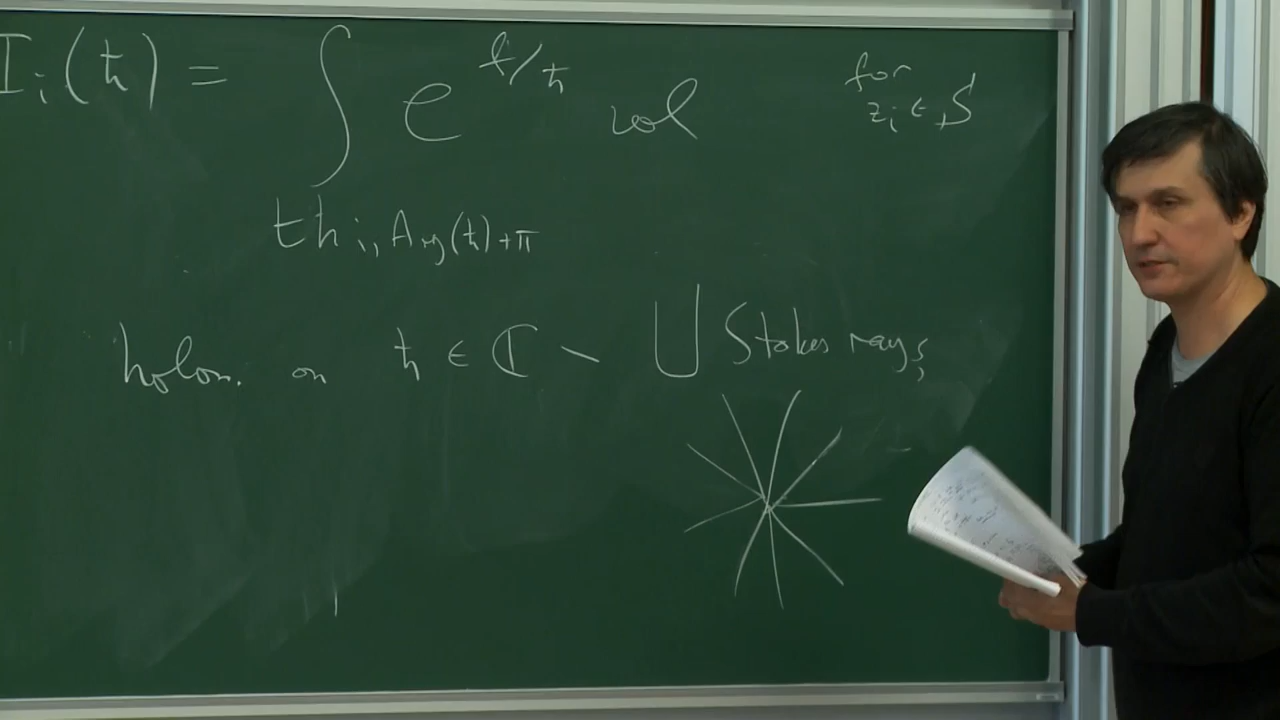 I_i(ħ) = ∫ e^{f/ħ} vol for z_i ∈ S
th_{i, Arg(ħ)+π}
holom. on ħ ∈ ℂ ∖ ∪ Stokes rays